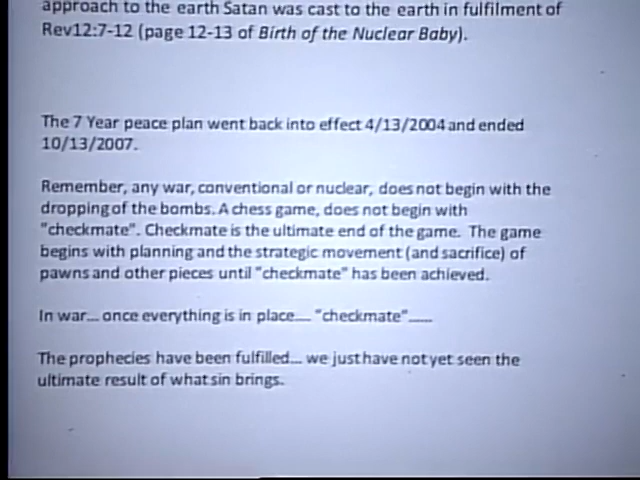 approach to the earth Satan was cast to the earth in fulfilment of
Rev12:7-12 (page 12-13 of Birth of the Nuclear Baby).
The 7 Year peace plan went back into effect 4/13/2004 and ended
10/13/2007.
Remember, any war, conventional or nuclear, does not begin with the
dropping of the bombs. A chess game, does not begin with
"checkmate". Checkmate is the ultimate end of the game. The game
begins with planning and the strategic movement (and sacrifice) of
pawns and other pieces until "checkmate" has been achieved.
In war.... once everything is in place..... "checkmate"......
The prophecies have been fulfilled.... we just have not yet seen the
ultimate result of what sin brings.